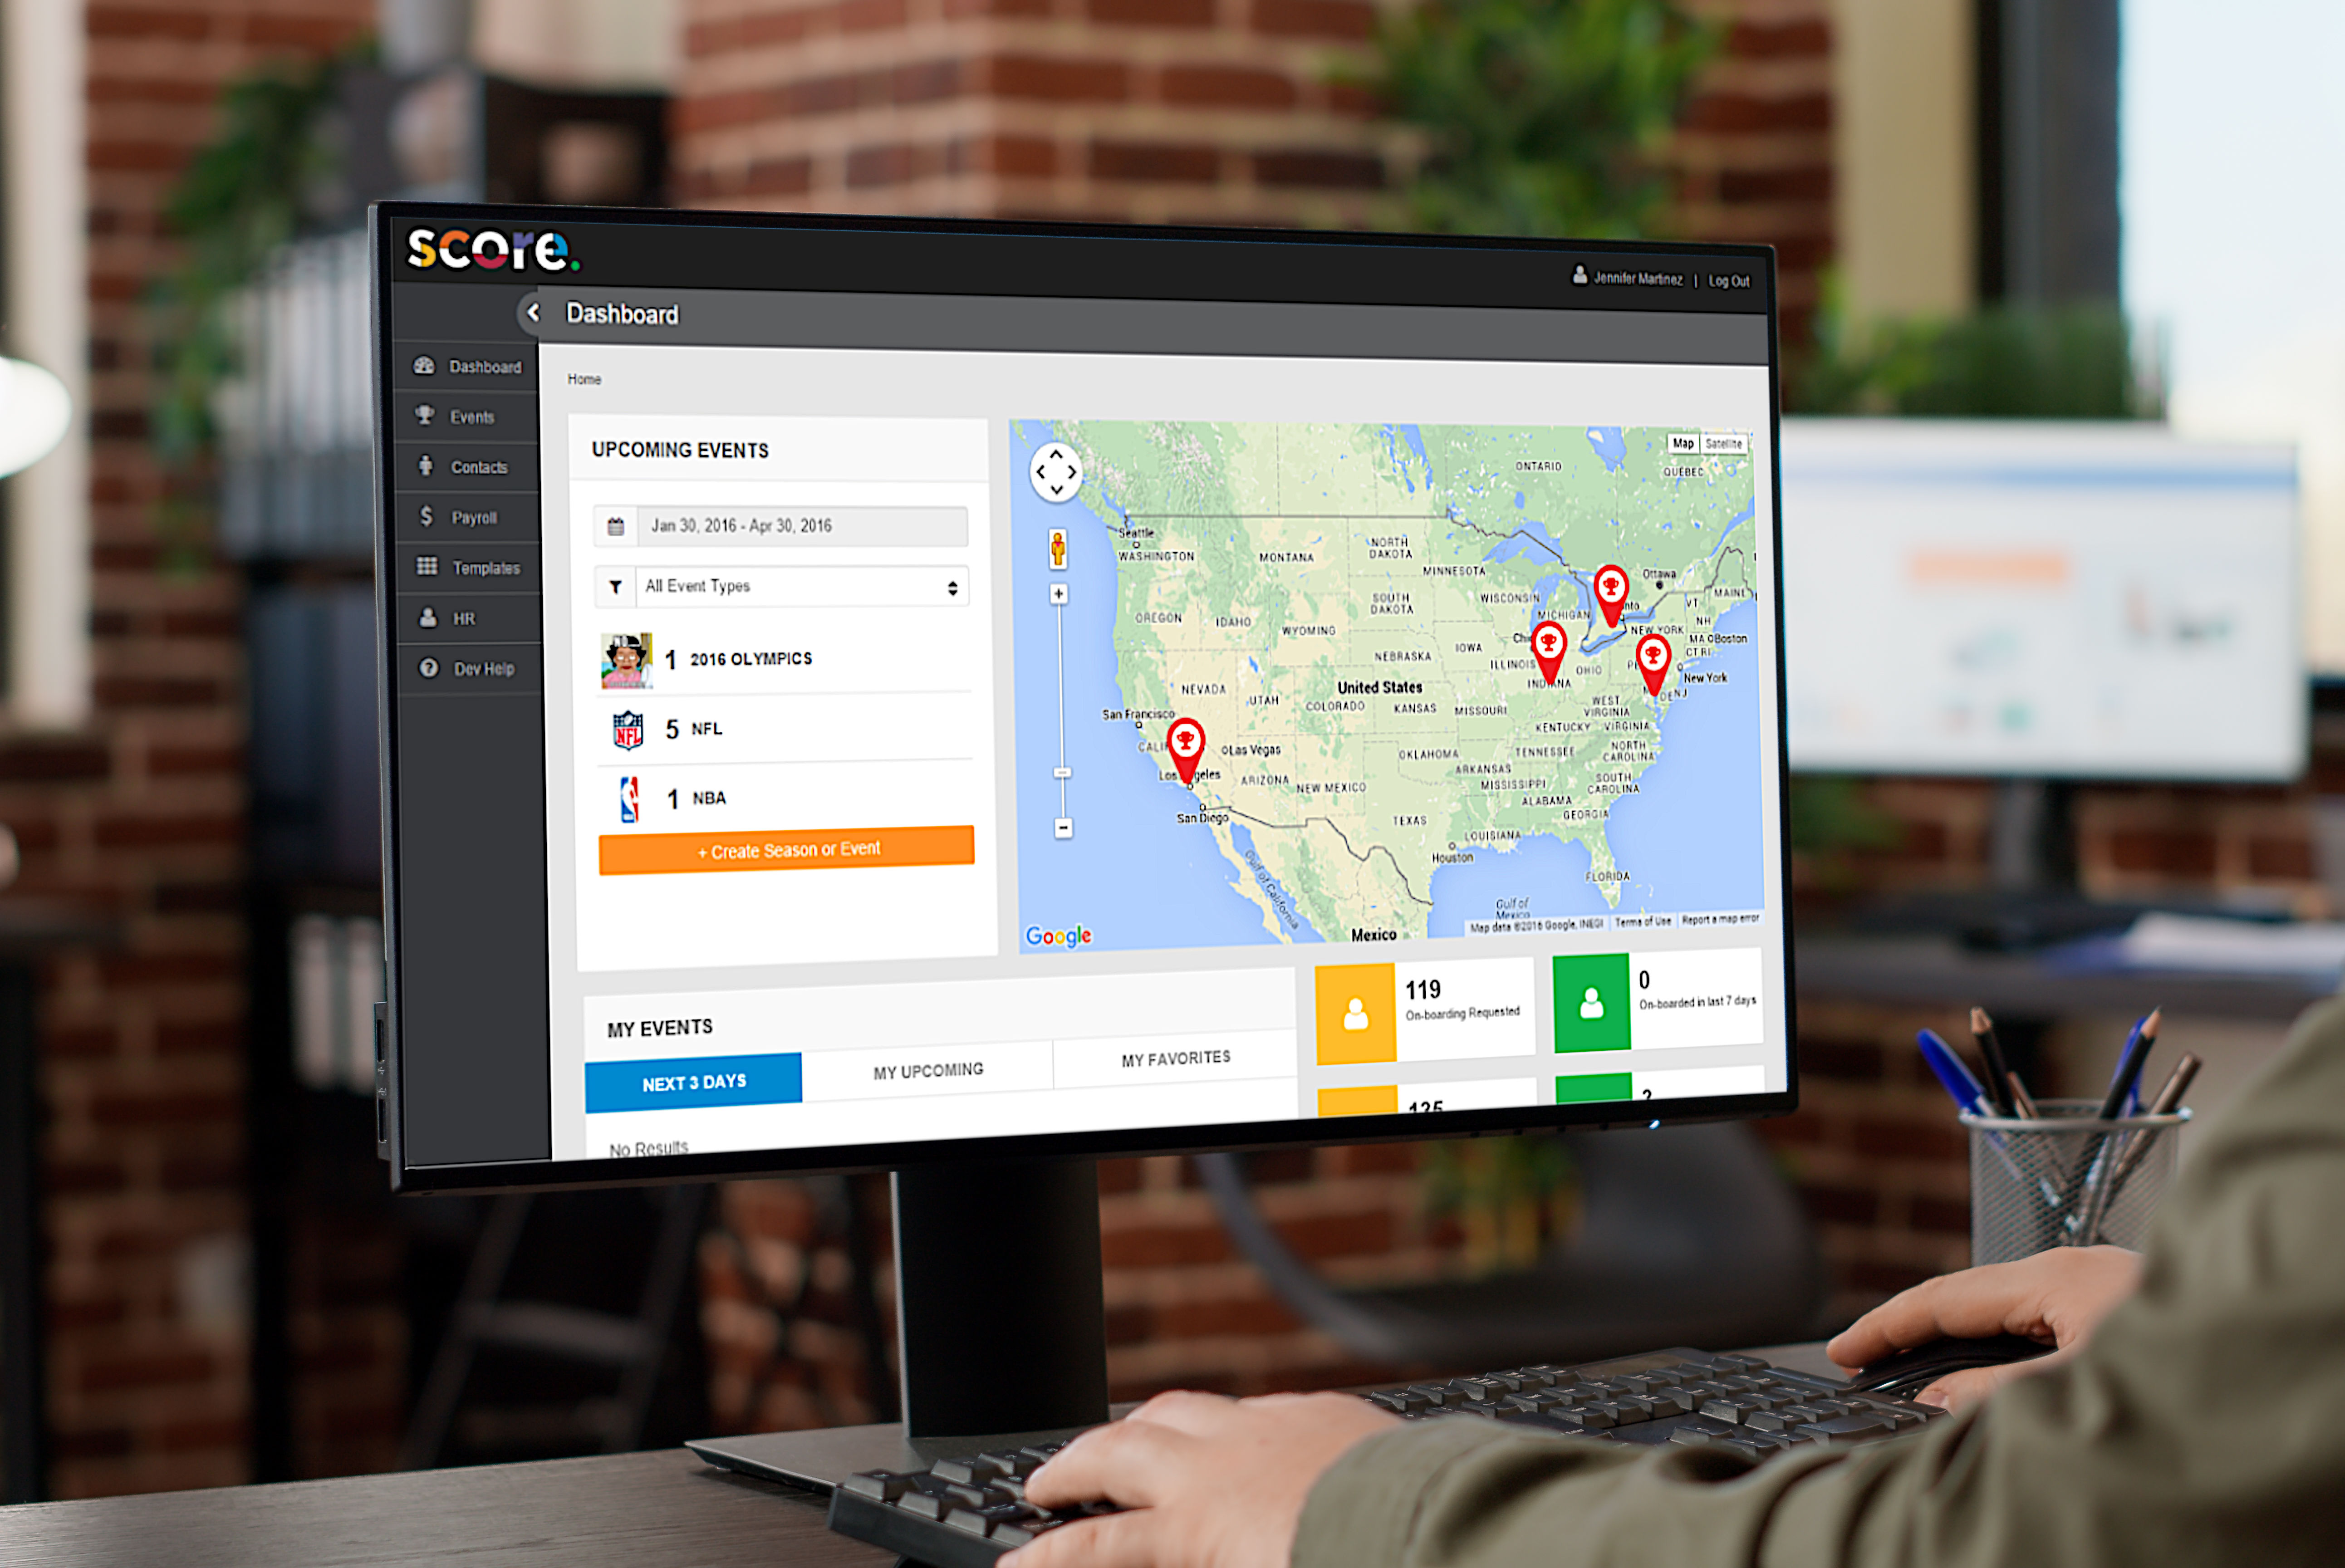 score.
Jennifer Martinez | Log Out
Dashboard
Dashboard
Events
Contacts
Payroll
Templates
HR
Dev Help
Home
UPCOMING EVENTS
Jan 30, 2016 - Apr 30, 2016
All Event Types
1 2016 OLYMPICS
5 NFL
1 NBA
+ Create Season or Event
Map Satellite
ONTARIO
QUEBEC
Seattle
WASHINGTON
MONTANA
NORTH
DAKOTA
MINNESOTA
Ottawa
MAINE
OREGON
IDAHO
WYOMING
SOUTH
DAKOTA
WISCONSIN
MICHIGAN
nto
VT
NH
NEW YORK
MA Boston
CT RI
IOWA
NEBRASKA
ILLINOIS
INDIANA
OHIO
New York
DE NJ
NEVADA
UTAH
COLORADO
United States
KANSAS
MISSOURI
WEST
VIRGINIA
KENTUCKY
VIRGINIA
San Francisco
Las Vegas
Los Angeles
ARIZONA
NEW MEXICO
OKLAHOMA
TENNESSEE
NORTH
CAROLINA
ARKANSAS
MISSISSIPPI
SOUTH
CAROLINA
ALABAMA
GEORGIA
San Diego
TEXAS
LOUISIANA
Houston
FLORIDA
Gulf of California
Gulf of
Mexico
Mexico
Google
Map data ©2016 Google, INEGI Terms of Use Report a map error
MY EVENTS
NEXT 3 DAYS
MY UPCOMING
MY FAVORITES
No Results
119
On-boarding Requested
0
On-boarded in last 7 days
125
2